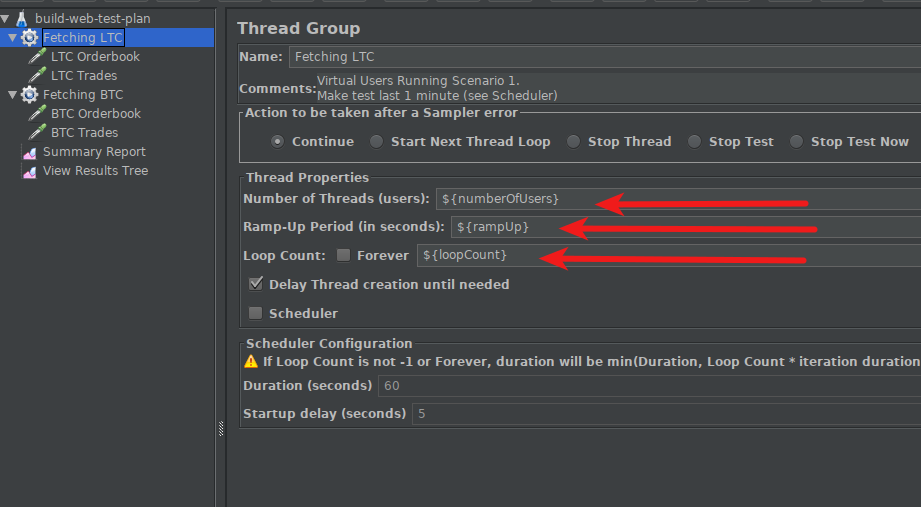 build-web-test-plan
Fetching LTC
LTC Orderbook
LTC Trades
Fetching BTC
BTC Orderbook
BTC Trades
Summary Report
View Results Tree
Thread Group
Name: Fetching LTC
Comments: Virtual Users Running Scenario 1.
Make test last 1 minute (see Scheduler)
Action to be taken after a Sampler error
Continue Start Next Thread Loop Stop Thread Stop Test Stop Test Now
Thread Properties
Number of Threads (users): ${numberOfUsers}
Ramp-Up Period (in seconds): ${rampUp}
Loop Count: Forever ${loopCount}
Delay Thread creation until needed
Scheduler
Scheduler Configuration
If Loop Count is not -1 or Forever, duration will be min(Duration, Loop Count * iteration duration
Duration (seconds) 60
Startup delay (seconds) 5